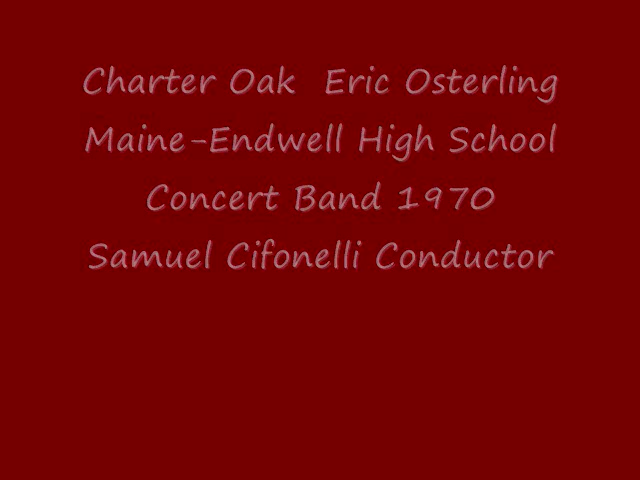 Charter Oak  Eric Osterling
Maine-Endwell High School
Concert Band 1970
Samuel Cifonelli Conductor